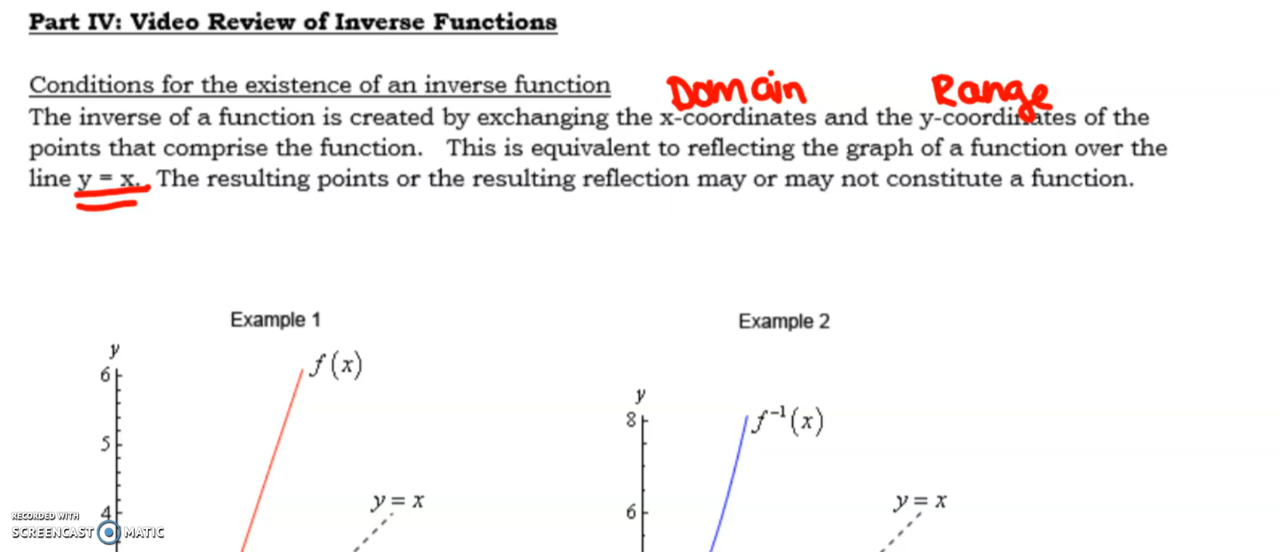 Part IV: Video Review of Inverse Functions
Conditions for the existence of an inverse function
Domain Range
The inverse of a function is created by exchanging the x-coordinates and the y-coordinates of the
points that comprise the function. This is equivalent to reflecting the graph of a function over the
line y = x. The resulting points or the resulting reflection may or may not constitute a function.
Example 1
Example 2
y
6
f(x)
5
y = x
4
y
8
f⁻¹(x)
y = x
6
RECORDED WITH
SCREENCAST MATIC